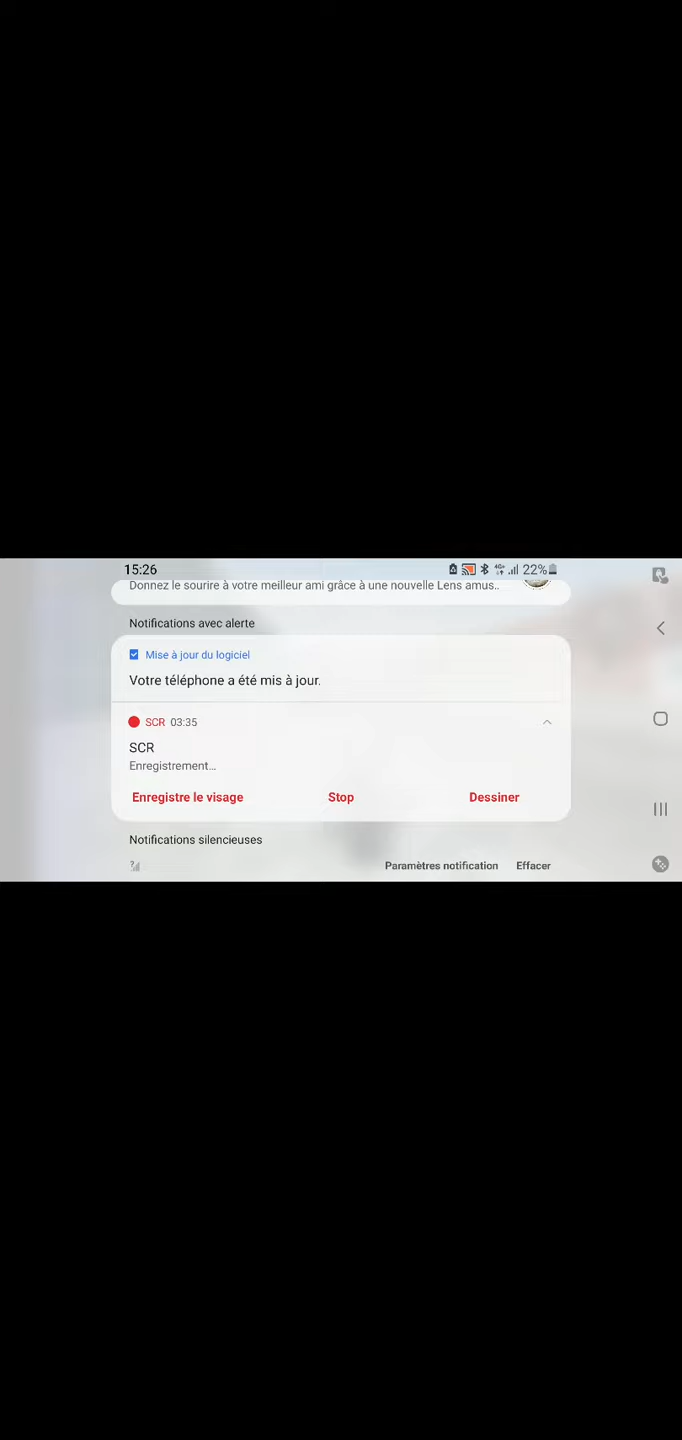 15:26 4G+ 22%
Donnez le sourire à votre meilleur ami grâce à une nouvelle Lens amus..
Notifications avec alerte
Mise à jour du logiciel
Votre téléphone a été mis à jour.
SCR 03:35
SCR
Enregistrement...
Enregistre le visage Stop Dessiner
Notifications silencieuses
Paramètres notification Effacer